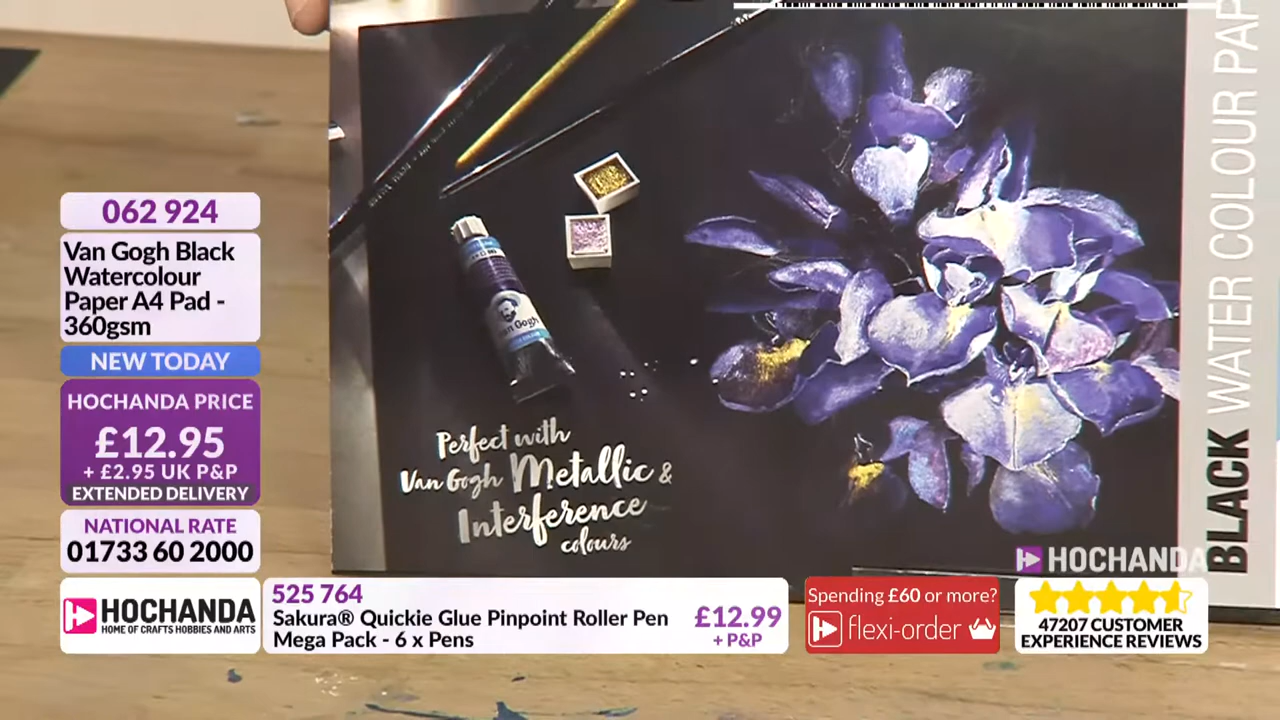 062 924
Van Gogh Black
Watercolour
Paper A4 Pad -
360gsm
NEW TODAY
HOCHANDA PRICE
£12.95
+ £2.95 UK P&P
EXTENDED DELIVERY
NATIONAL RATE
01733 60 2000
HOCHANDA
HOME OF CRAFTS HOBBIES AND ARTS
525 764
Sakura® Quickie Glue Pinpoint Roller Pen
Mega Pack - 6 x Pens
£12.99
+ P&P
Spending £60 or more?
flexi-order
47207 CUSTOMER
EXPERIENCE REVIEWS
HOCHANDA
Van Gogh
Perfect with
Van Gogh Metallic &
Interference
colours
BLACK WATER COLOUR PAP